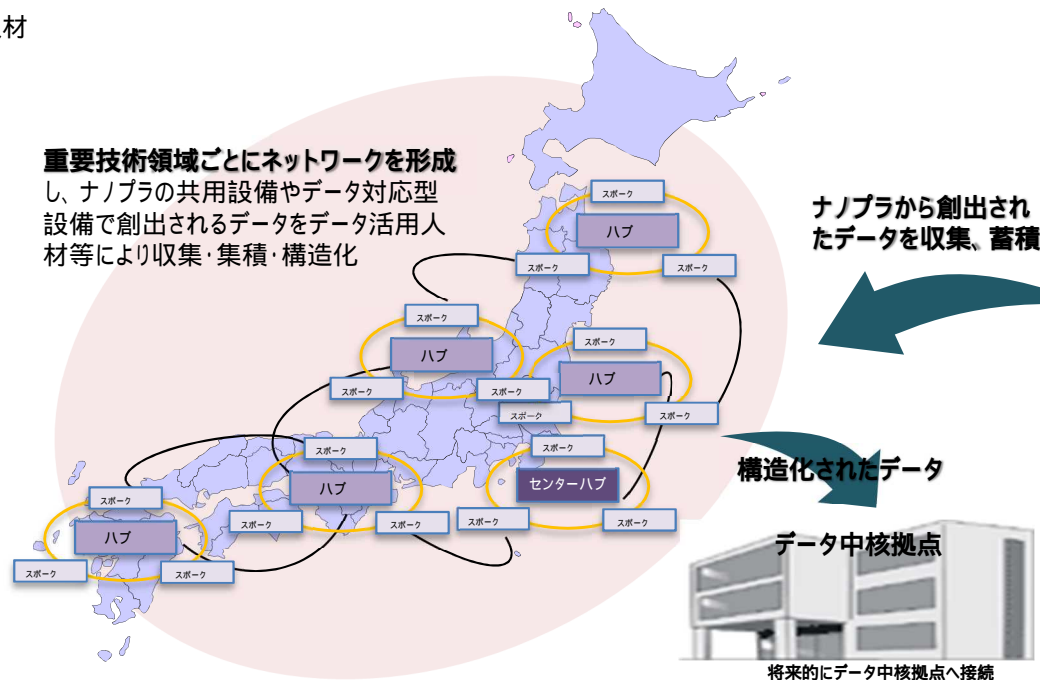 材
重要技術領域ごとにネットワークを形成
し、ナノプラの共用設備やデータ対応型
設備で創出されるデータをデータ活用人
材等により収集・集積・構造化
ナノプラから創出され
たデータを収集、蓄積
スポーク
ハブ
スポーク
スポーク
スポーク
ハブ
スポーク
スポーク
スポーク
ハブ
スポーク
スポーク
スポーク
ハブ
スポーク
スポーク
スポーク
センターハブ
スポーク
スポーク
スポーク
ハブ
スポーク
スポーク
構造化されたデータ
データ中核拠点
将来的にデータ中核拠点へ接続